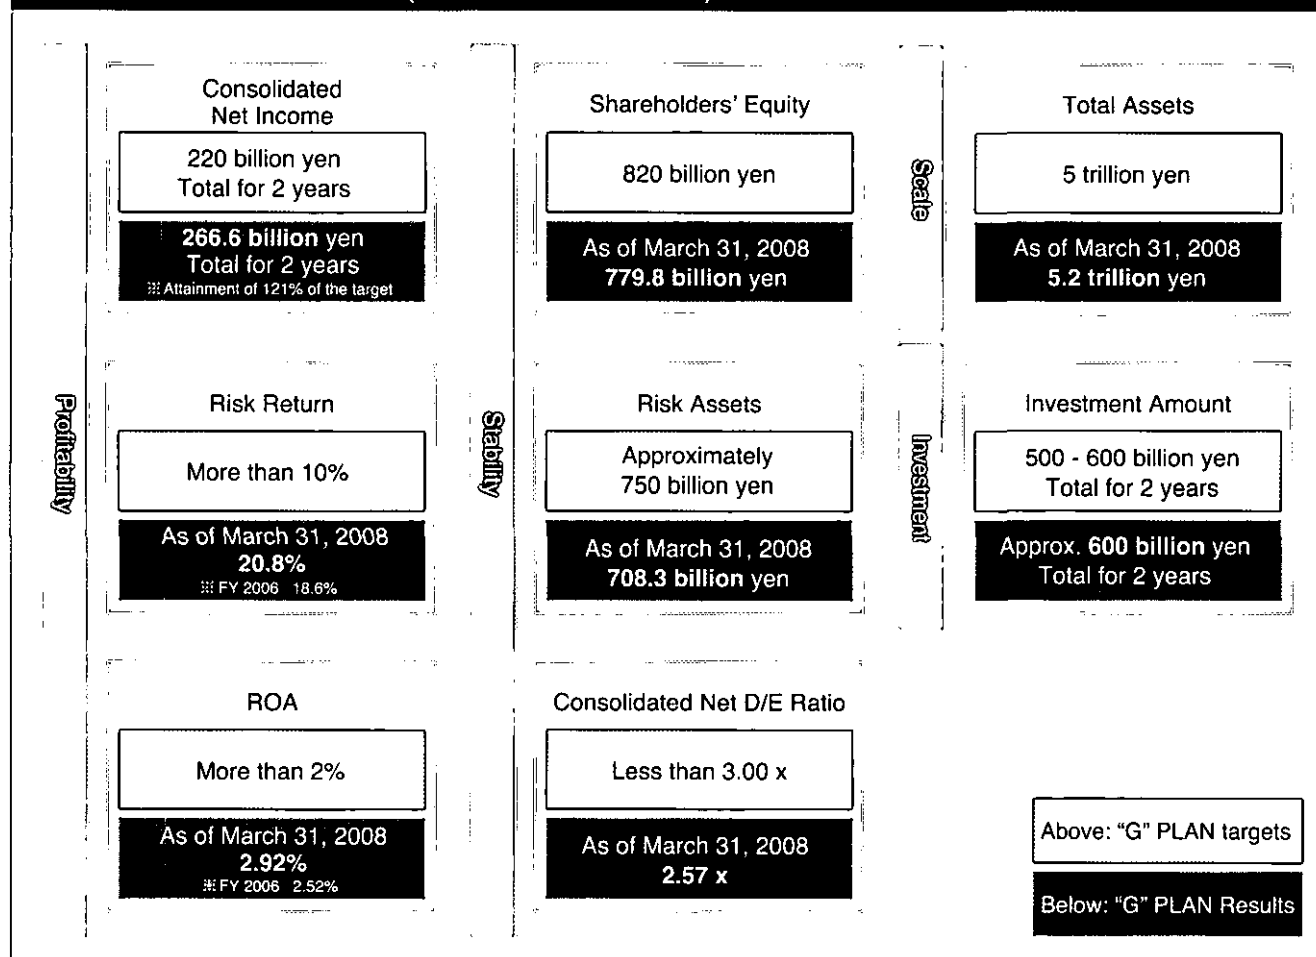 Profitability
Consolidated
Net Income
220 billion yen
Total for 2 years
266.6 billion yen
Total for 2 years
※ Attainment of 121% of the target
Risk Return
More than 10%
As of March 31, 2008
20.8%
※ FY 2006 18.6%
ROA
More than 2%
As of March 31, 2008
2.92%
※ FY 2006 2.52%
Stability
Shareholders' Equity
820 billion yen
As of March 31, 2008
779.8 billion yen
Risk Assets
Approximately
750 billion yen
As of March 31, 2008
708.3 billion yen
Consolidated Net D/E Ratio
Less than 3.00 x
As of March 31, 2008
2.57 x
Scale
Total Assets
5 trillion yen
As of March 31, 2008
5.2 trillion yen
Investment
Investment Amount
500 - 600 billion yen
Total for 2 years
Approx. 600 billion yen
Total for 2 years
Above: "G" PLAN targets
Below: "G" PLAN Results